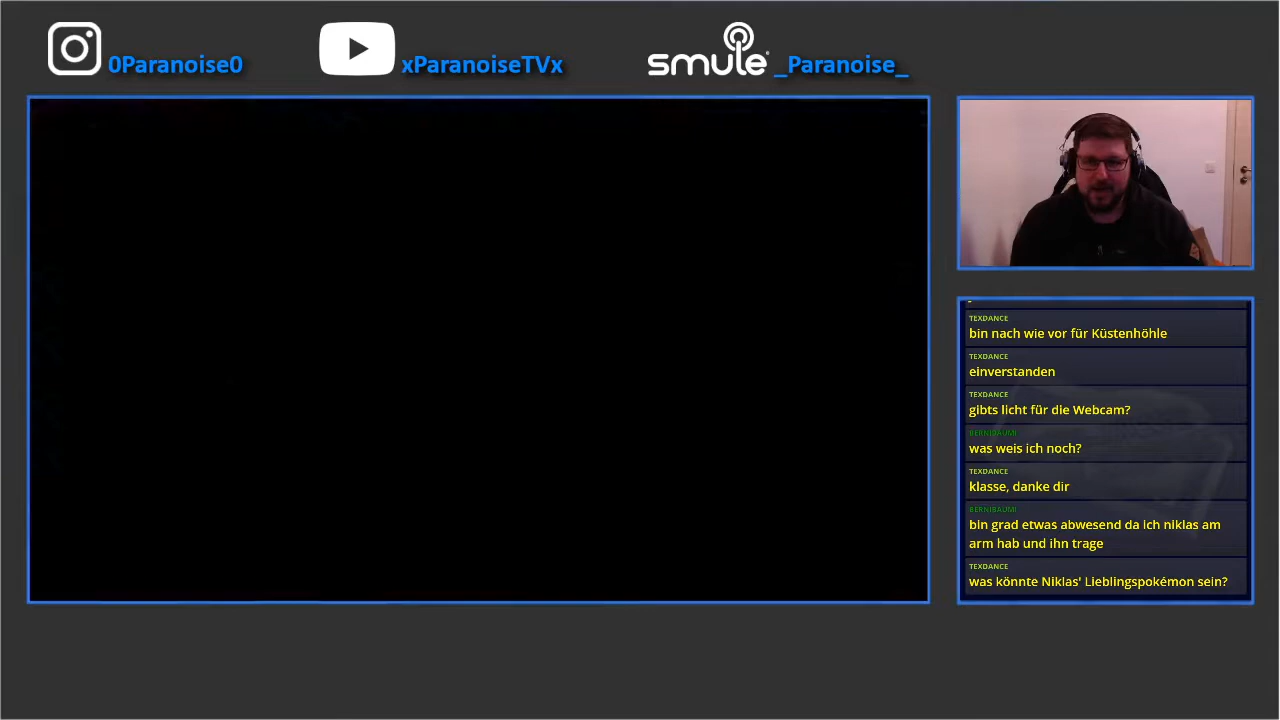 0Paranoise0
xParanoiseTVx
smule
_Paranoise_
TEXDANCE
bin nach wie vor für Küstenhöhle
TEXDANCE
einverstanden
TEXDANCE
gibts licht für die Webcam?
BERNIBAUMI
was weis ich noch?
TEXDANCE
klasse, danke dir
BERNIBAUMI
bin grad etwas abwesend da ich niklas am
arm hab und ihn trage
TEXDANCE
was könnte Niklas' Lieblingspokémon sein?